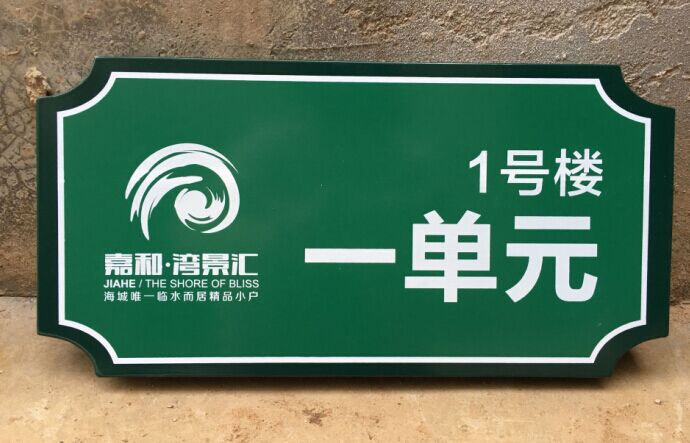 嘉和·湾景汇
JIAHE / THE SHORE OF BLISS
海城唯一临水而居精品小户
1号楼
一单元